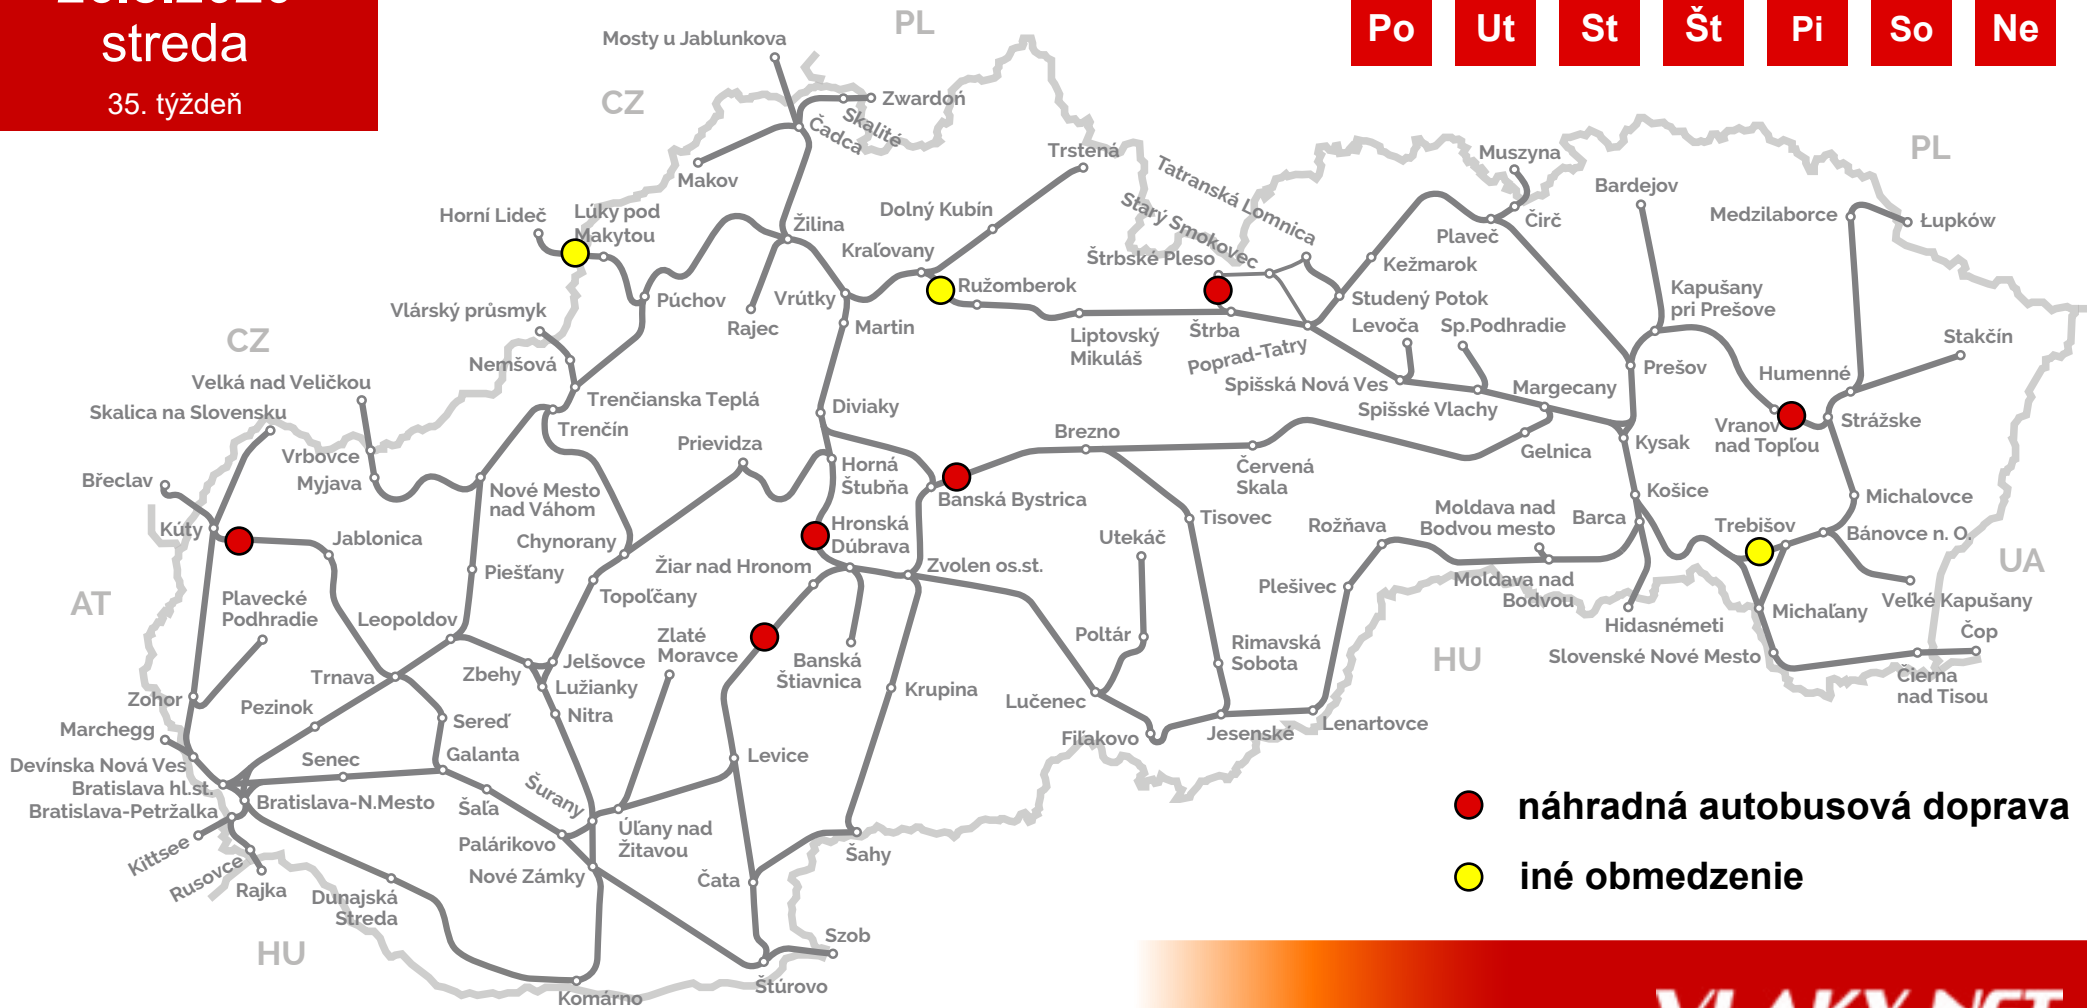 streda
35. týždeň
Po Ut St Št Pi So Ne
PL
Mosty u Jablunkova
CZ
Zwardoń
Skalité
Čadca
Makov
Trstená
Tatranská Lomnica
Muszyna
PL
Bardejov
Horní Lideč
Lúky pod
Makytou
Žilina
Dolný Kubín
Starý Smokovec
Čirč
Medzilaborce
Łupków
Kraľovany
Štrbské Pleso
Plaveč
Kežmarok
Vlárský průsmyk
Púchov
Rajec
Vrútky
Martin
Ružomberok
Liptovský
Mikuláš
Štrba
Poprad-Tatry
Studený Potok
Levoča
Sp.Podhradie
Kapušany
pri Prešove
Stakčín
CZ
Nemšová
Velká nad Veličkou
Skalica na Slovensku
Trenčianska Teplá
Trenčín
Diviaky
Spišská Nová Ves
Spišské Vlachy
Margecany
Prešov
Humenné
Vranov
nad Topľou
Strážske
Prievidza
Brezno
Vrbovce
Myjava
Břeclav
Nové Mesto
nad Váhom
Horná
Štubňa
Banská Bystrica
Červená
Skala
Gelnica
Kysak
Košice
Michalovce
Kúty
Jablonica
Chynorany
Hronská
Dúbrava
Utekáč
Tisovec
Rožňava
Moldava nad
Bodvou mesto
Barca
Trebišov
Bánovce n. O.
UA
Piešťany
Žiar nad Hronom
Zvolen os.st.
Plešivec
Moldava nad
Bodvou
AT
Plavecké
Podhradie
Leopoldov
Topoľčany
Zlaté
Moravce
Banská
Štiavnica
Poltár
Rimavská
Sobota
HU
Hidasnémeti
Michaľany
Veľké Kapušany
Čop
Slovenské Nové Mesto
Čierna
nad Tisou
Trnava
Zbehy
Jelšovce
Lužianky
Nitra
Krupina
Lučenec
Zohor
Pezinok
Sereď
Marchegg
Fiľakovo
Jesenské
Lenartovce
Devínska Nová Ves
Senec
Galanta
Levice
Bratislava hl.st.
Bratislava-Petržalka
Bratislava-N.Mesto
Šaľa
Šurany
Palárikovo
Úľany nad
Žitavou
Šahy
Kittsee
Rusovce
Rajka
Dunajská
Streda
Nové Zámky
Čata
HU
Szob
Štúrovo
Komárno
náhradná autobusová doprava
iné obmedzenie